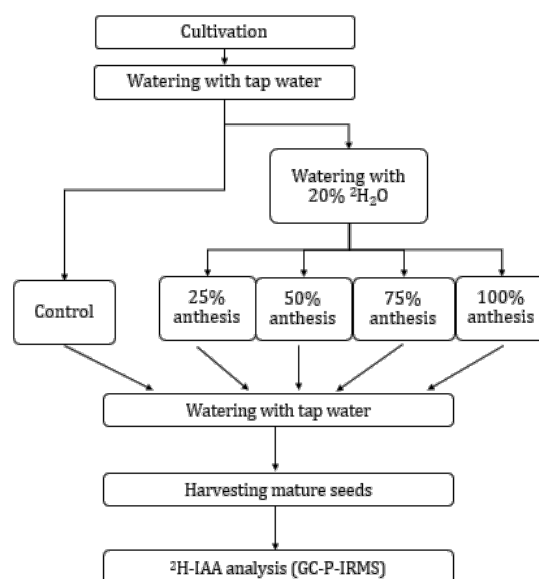 Cultivation
Watering with tap water
Watering with
20% ²H₂O
Control
25%
anthesis
50%
anthesis
75%
anthesis
100%
anthesis
Watering with tap water
Harvesting mature seeds
²H-IAA analysis (GC-P-IRMS)